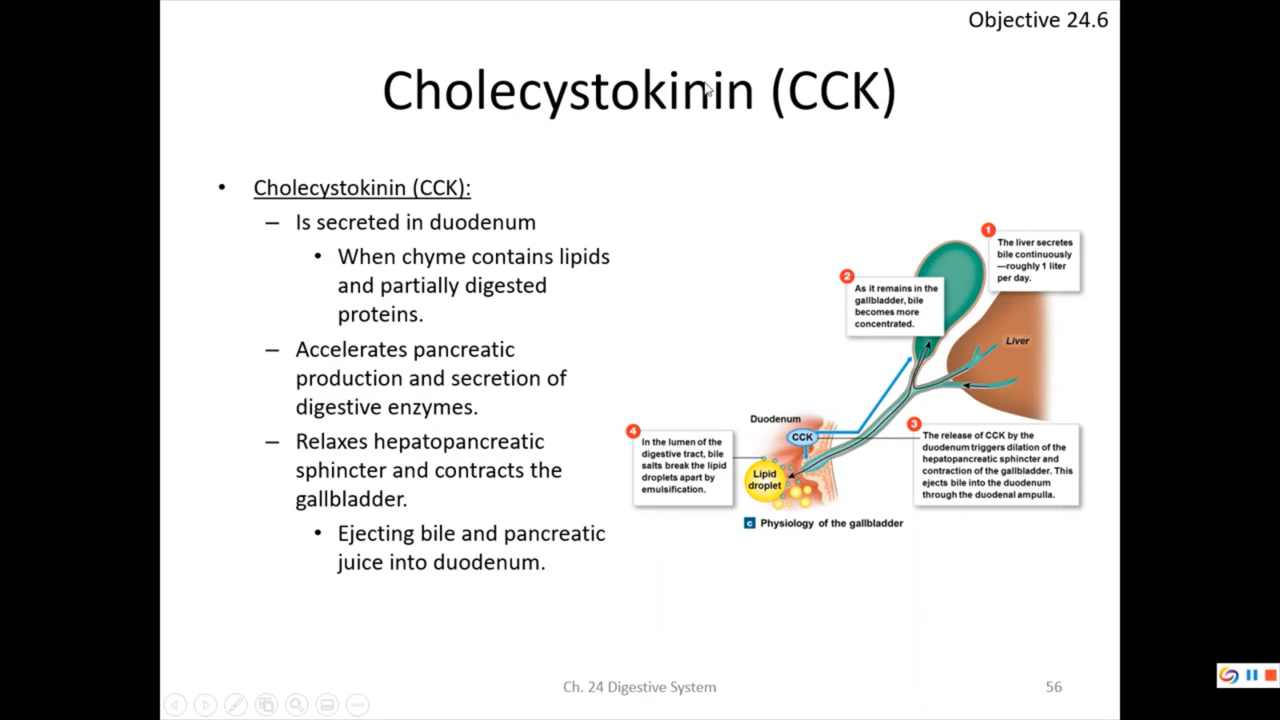 Objective 24.6
Cholecystokinin (CCK)
• Cholecystokinin (CCK):
– Is secreted in duodenum
• When chyme contains lipids
and partially digested
proteins.
– Accelerates pancreatic
production and secretion of
digestive enzymes.
– Relaxes hepatopancreatic
sphincter and contracts the
gallbladder.
• Ejecting bile and pancreatic
juice into duodenum.
1
The liver secretes
bile continuously
—roughly 1 liter
per day.
2
As it remains in the
gallbladder, bile
becomes more
concentrated.
Liver
Duodenum
CCK
3
The release of CCK by the
duodenum triggers dilation of the
hepatopancreatic sphincter and
contraction of the gallbladder. This
ejects bile into the duodenum
through the duodenal ampulla.
4
In the lumen of the
digestive tract, bile
salts break the lipid
droplets apart by
emulsification.
Lipid
droplet
c Physiology of the gallbladder
Ch. 24 Digestive System
56